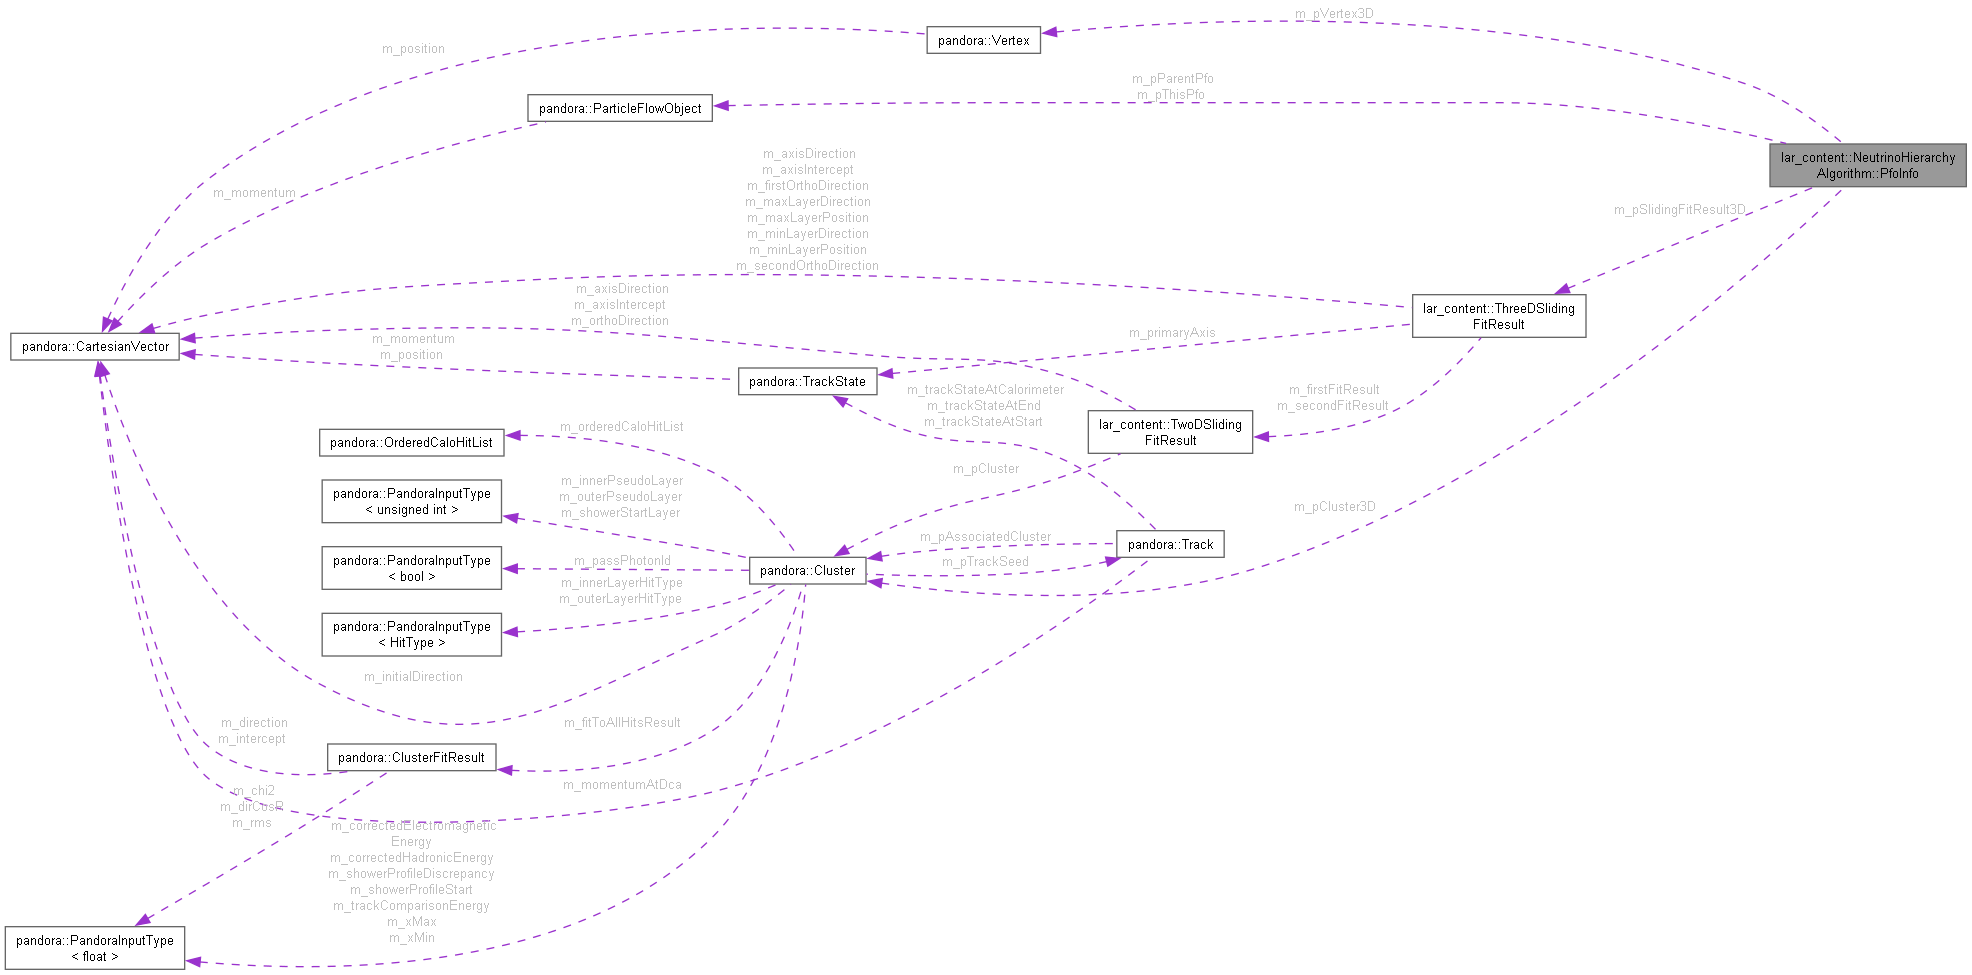 m_pVertex3D
pandora::Vertex
m_position
m_pParentPfo
m_pThisPfo
pandora::ParticleFlowObject
lar_content::NeutrinoHierarchy
Algorithm::PfoInfo
m_momentum
m_axisDirection
m_axisIntercept
m_firstOrthoDirection
m_maxLayerDirection
m_maxLayerPosition
m_minLayerDirection
m_minLayerPosition
m_secondOrthoDirection
m_pSlidingFitResult3D
m_axisDirection
m_axisIntercept
m_orthoDirection
lar_content::ThreeDSliding
FitResult
pandora::CartesianVector
m_momentum
m_position
m_primaryAxis
pandora::TrackState
m_trackStateAtCalorimeter
m_trackStateAtEnd
m_trackStateAtStart
m_firstFitResult
m_secondFitResult
lar_content::TwoDSliding
FitResult
pandora::OrderedCaloHitList
m_orderedCaloHitList
m_pCluster
pandora::PandoraInputType
< unsigned int >
m_innerPseudoLayer
m_outerPseudoLayer
m_showerStartLayer
m_pCluster3D
m_pAssociatedCluster
m_pTrackSeed
pandora::Track
pandora::PandoraInputType
< bool >
m_passPhotonId
pandora::Cluster
m_innerLayerHitType
m_outerLayerHitType
pandora::PandoraInputType
< HitType >
m_initialDirection
m_direction
m_intercept
m_fitToAllHitsResult
pandora::ClusterFitResult
m_momentumAtDca
m_chi2
m_dirCosR
m_rms
m_correctedElectromagnetic
Energy
m_correctedHadronicEnergy
m_showerProfileDiscrepancy
m_showerProfileStart
m_trackComparisonEnergy
m_xMax
m_xMin
pandora::PandoraInputType
< float >